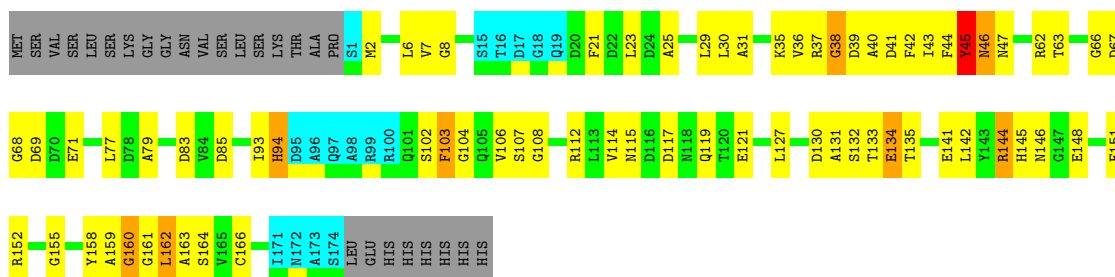 MET SER VAL SER LEU SER LYS GLY GLY ASN VAL SER LEU SER LYS THR ALA PRO S1 M2 L6 V7 G8 S15 T16 D17 G18 Q19 D20 F21 D22 L23 D24 A25 L29 L30 A31 K35 V36 R37 G38 D39 A40 D41 F42 I43 F44 Y45 N46 N47 R62 T63 G66
G68 D69 D70 E71 L77 D78 A79 D83 V84 D85 I93 H94 D95 A96 Q97 A98 R99 R100 Q101 S102 F103 G104 Q105 V106 S107 G108 R112 L113 V114 N115 D116 D117 N118 Q119 T120 E121 L127 D130 A131 S132 T133 E134 T135 E141 L142 Y143 R144 H145 N146 G147 E148 E151
R152 G155 Y158 A159 G160 G161 L162 A163 S164 V165 C166 I171 N172 A173 S174 LEU GLU HIS HIS HIS HIS HIS HIS